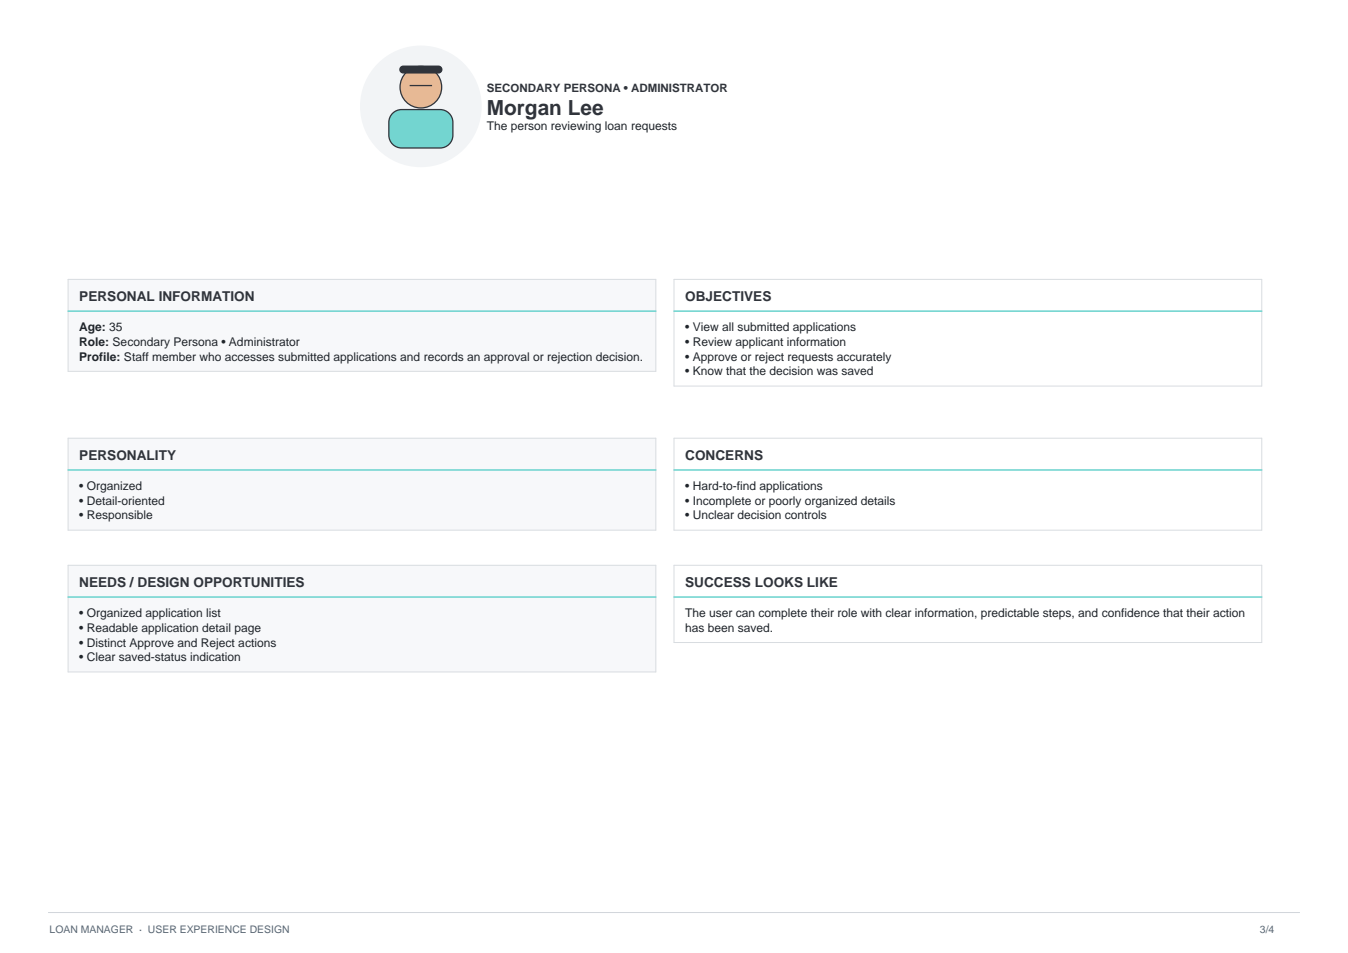 SECONDARY PERSONA • ADMINISTRATOR
Morgan Lee
The person reviewing loan requests
PERSONAL INFORMATION
Age: 35
Role: Secondary Persona • Administrator
Profile: Staff member who accesses submitted applications and records an approval or rejection decision.
OBJECTIVES
• View all submitted applications
• Review applicant information
• Approve or reject requests accurately
• Know that the decision was saved
PERSONALITY
• Organized
• Detail-oriented
• Responsible
CONCERNS
• Hard-to-find applications
• Incomplete or poorly organized details
• Unclear decision controls
NEEDS / DESIGN OPPORTUNITIES
• Organized application list
• Readable application detail page
• Distinct Approve and Reject actions
• Clear saved-status indication
SUCCESS LOOKS LIKE
The user can complete their role with clear information, predictable steps, and confidence that their action
has been saved.
LOAN MANAGER - USER EXPERIENCE DESIGN
3/4